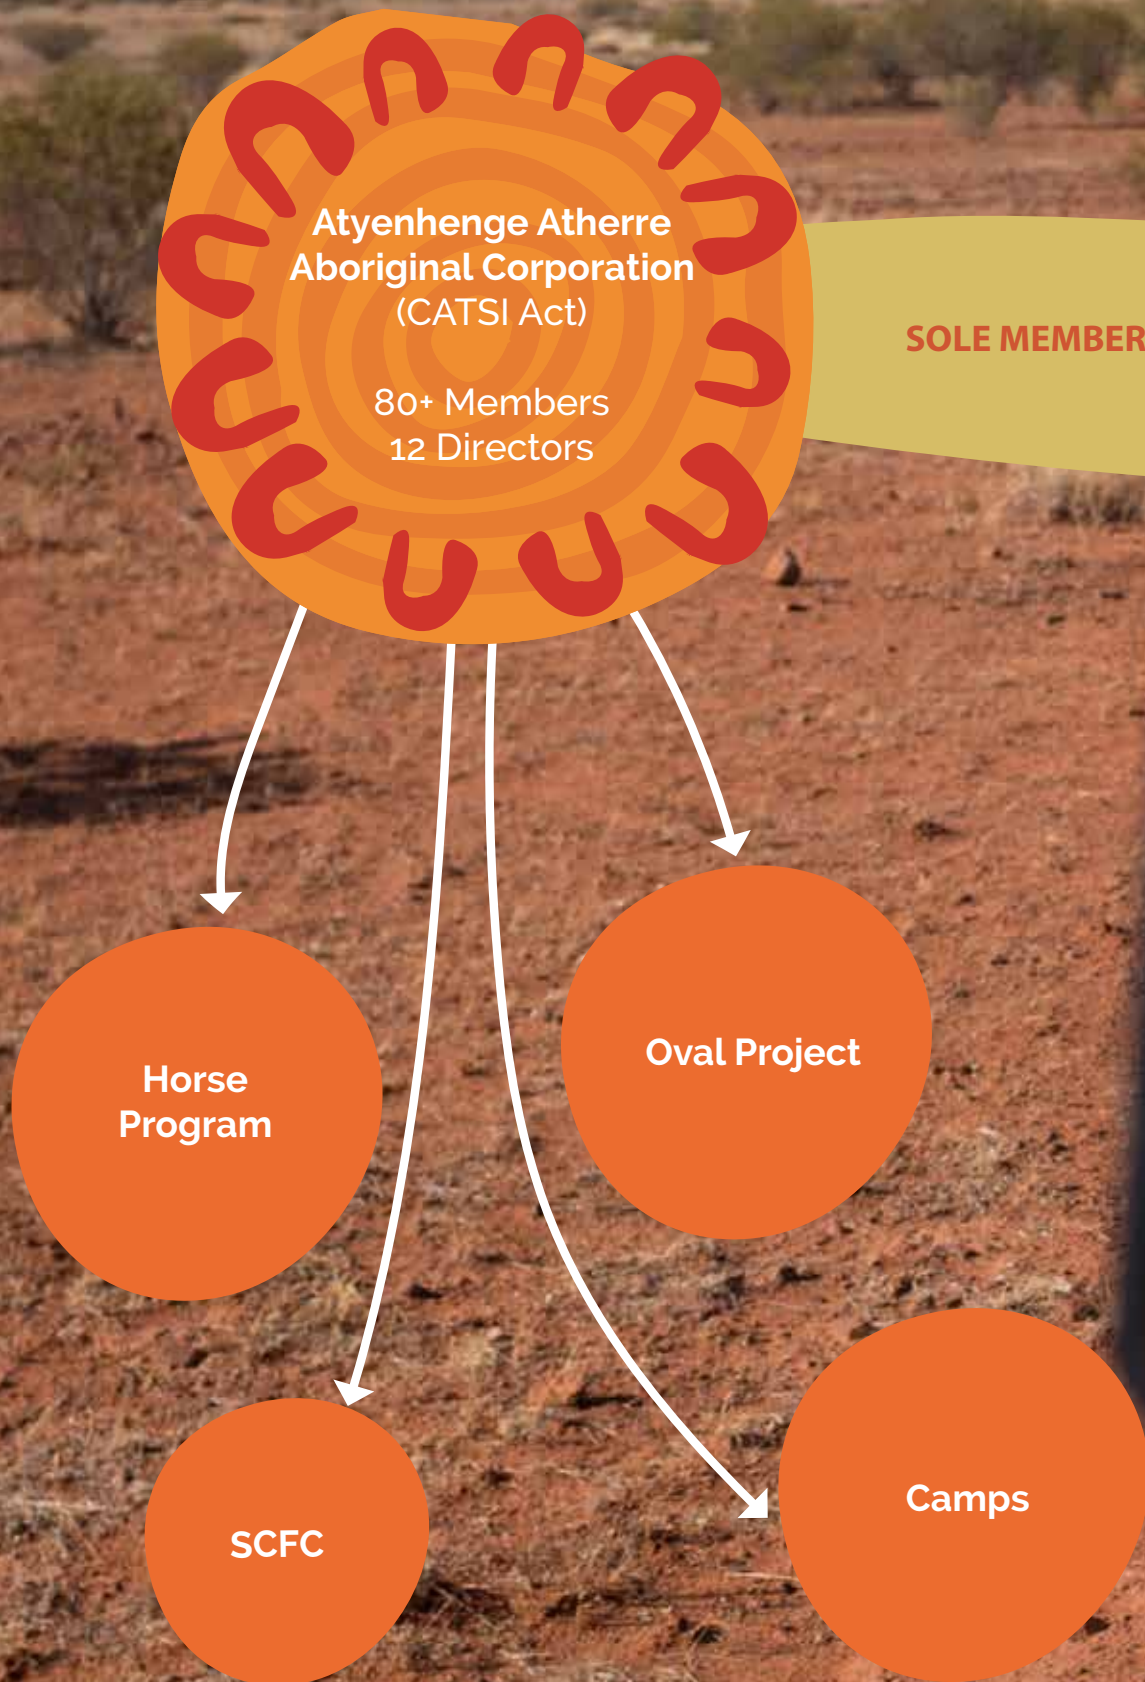 Atyenhenge Atherre
Aboriginal Corporation
(CATSI Act)
80+ Members
12 Directors
SOLE MEMBER
Horse
Program
Oval Project
SCFC
Camps